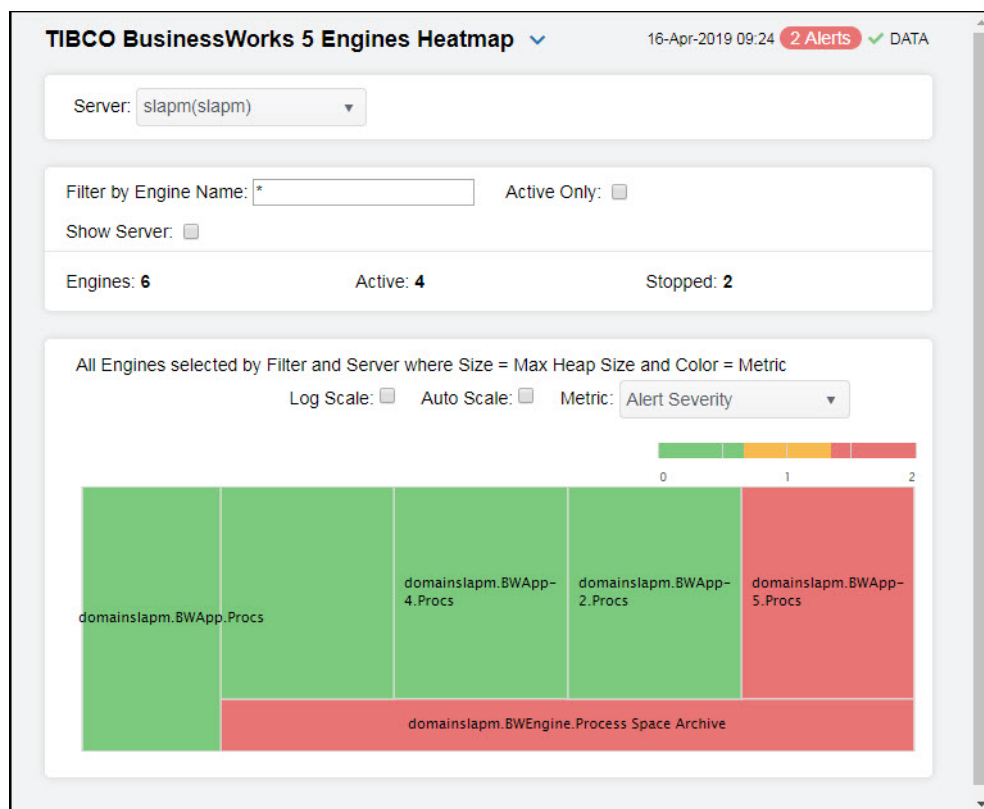 TIBCO BusinessWorks 5 Engines Heatmap 16-Apr-2019 09:24 2 Alerts DATA
Server: slapm(slapm)
Filter by Engine Name: * Active Only:
Show Server:
Engines: 6 Active: 4 Stopped: 2
All Engines selected by Filter and Server where Size = Max Heap Size and Color = Metric
Log Scale: Auto Scale: Metric: Alert Severity
0 1 2
domainslapm.BWApp.Procs
domainslapm.BWApp-
4.Procs
domainslapm.BWApp-
2.Procs
domainslapm.BWApp-
5.Procs
domainslapm.BWEngine.Process Space Archive